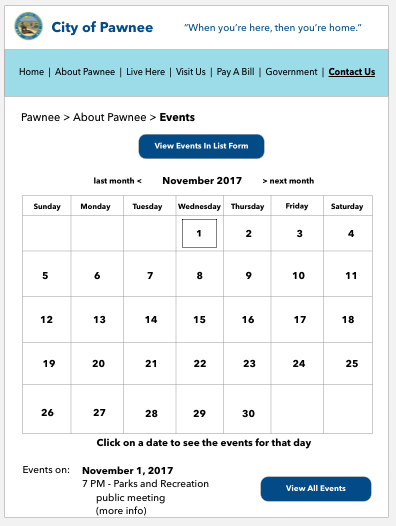 City of Pawnee
“When you’re here, then you’re home.”
Home | About Pawnee | Live Here | Visit Us | Pay A Bill | Government | Contact Us
Pawnee > About Pawnee > Events
View Events In List Form
last month < November 2017 > next month
Sunday Monday Tuesday Wednesday Thursday Friday Saturday
1 2 3 4
5 6 7 8 9 10 11
12 13 14 15 16 17 18
19 20 21 22 23 24 25
26 27 28 29 30
Click on a date to see the events for that day
Events on: November 1, 2017
7 PM - Parks and Recreation
public meeting
(more info)
View All Events